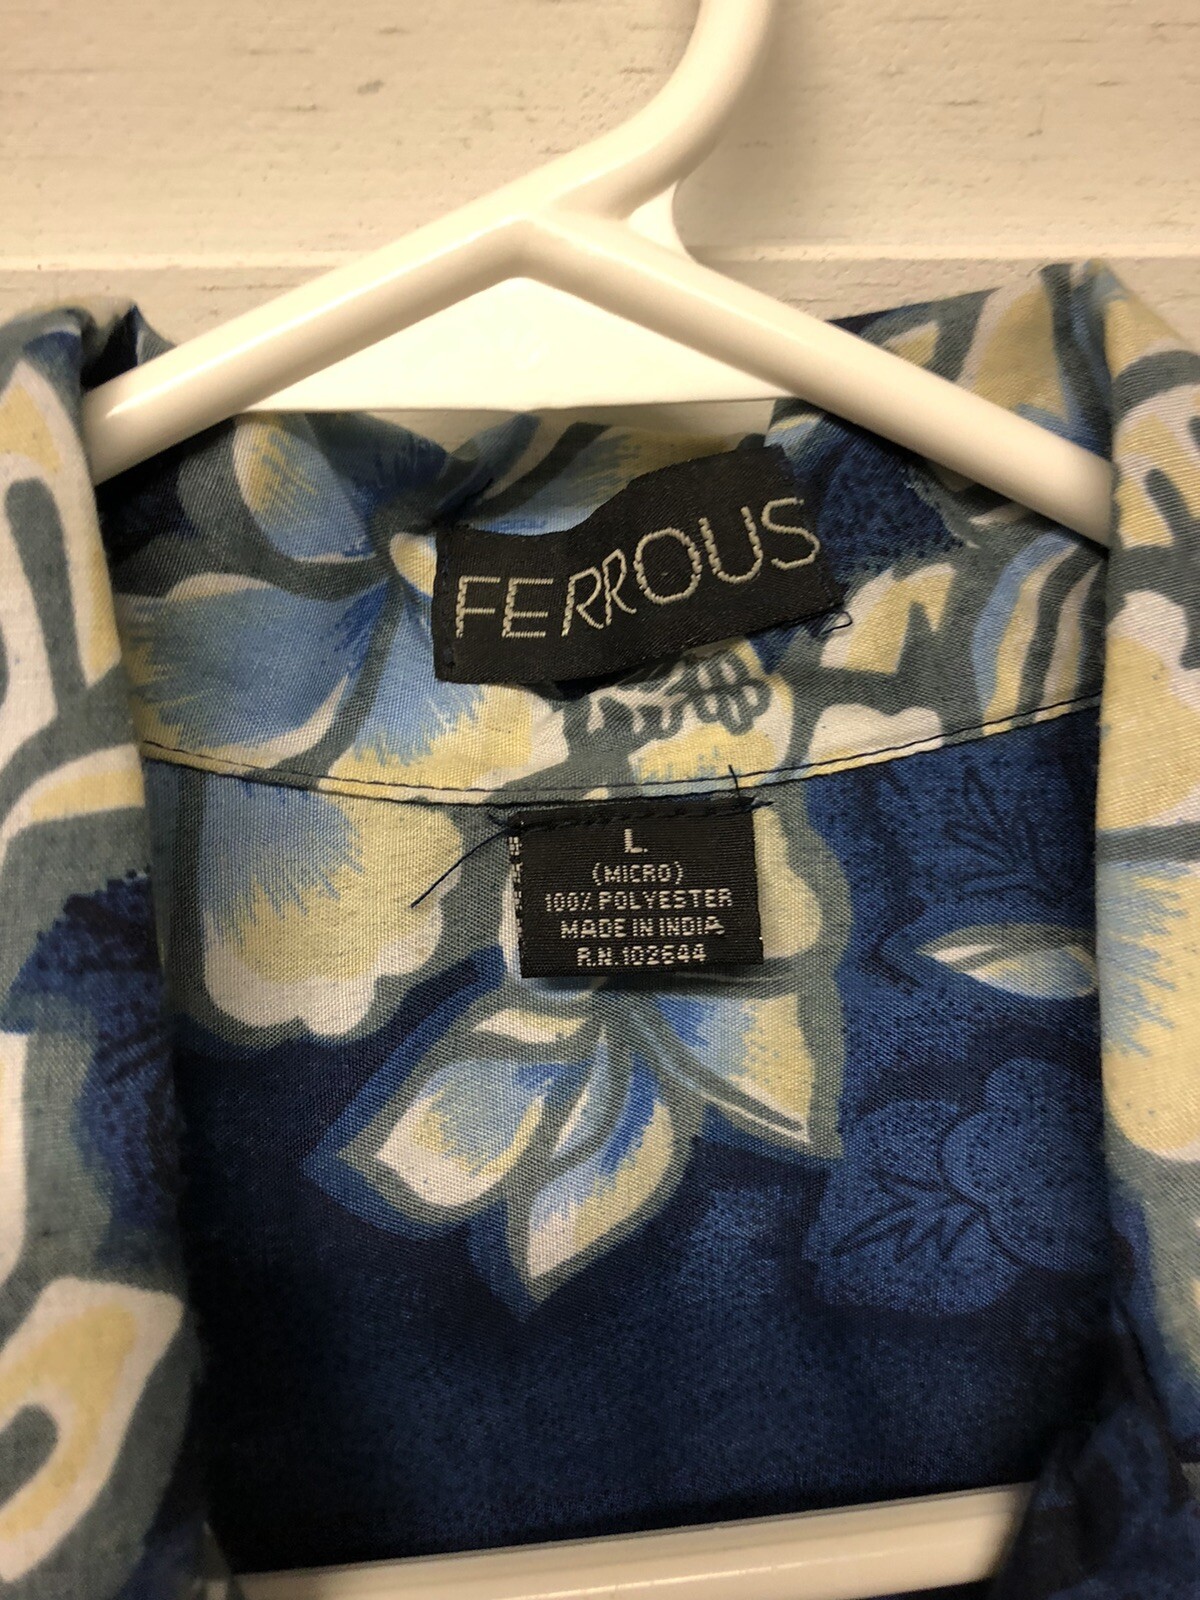 FERROUS
L
(MICRO)
100% POLYESTER
MADE IN INDIA
R.N. 102644